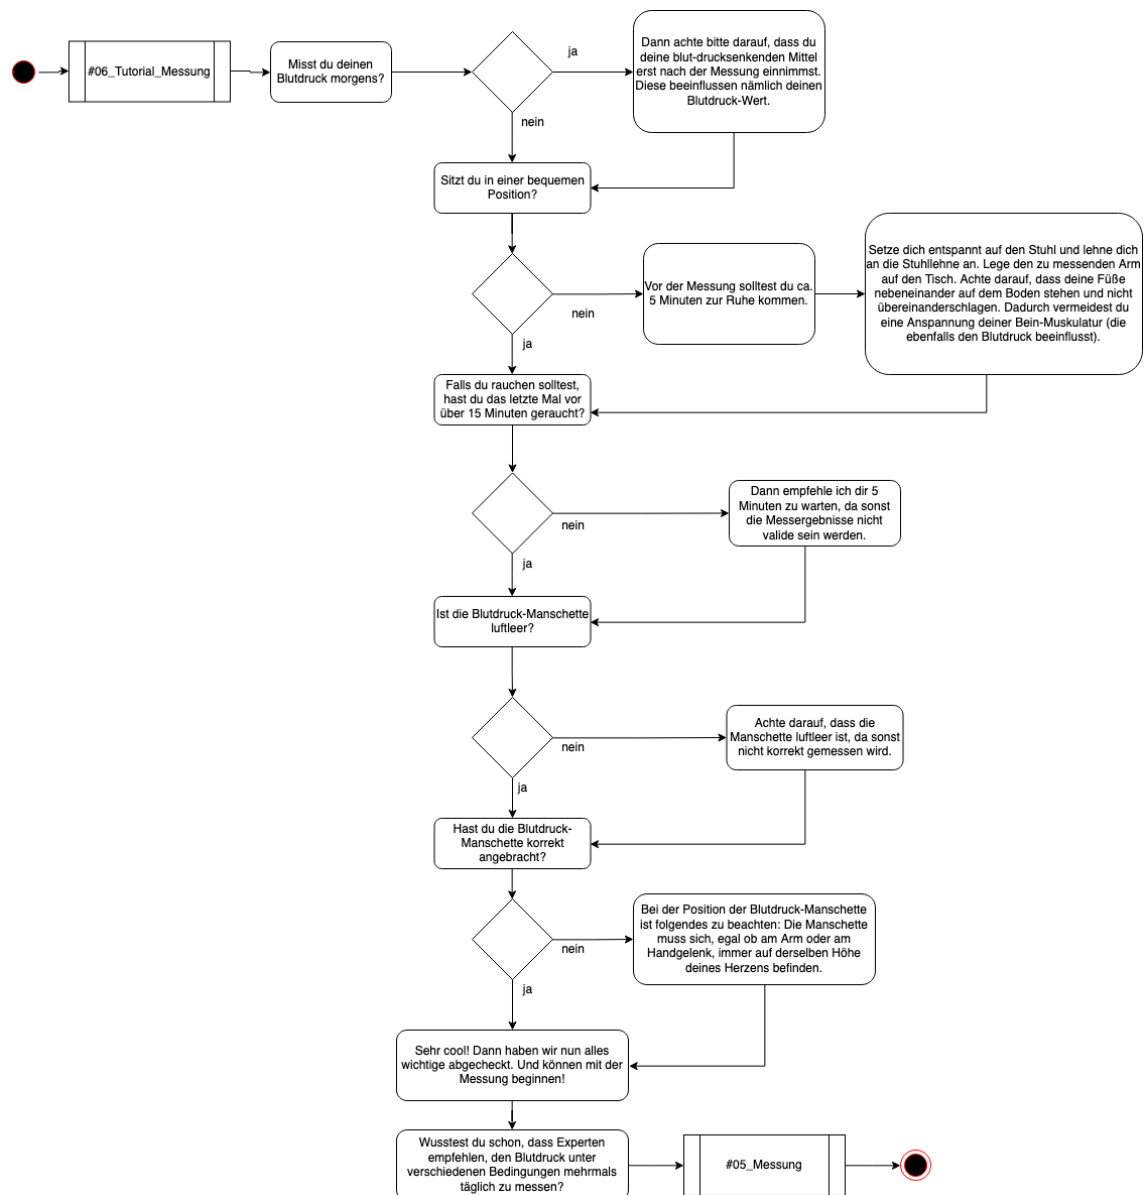 #06_Tutorial_Messung
Misst du deinen
Blutdruck morgens?
ja
Dann achte bitte darauf, dass du
deine blut-drucksenkenden Mittel
erst nach der Messung einnimmst.
Diese beeinflussen nämlich deinen
Blutdruck-Wert.
nein
Sitzt du in einer bequemen
Position?
nein
Vor der Messung solltest du ca.
5 Minuten zur Ruhe kommen.
Setze dich entspannt auf den Stuhl und lehne dich
an die Stuhllehne an. Lege den zu messenden Arm
auf den Tisch. Achte darauf, dass deine Füße
nebeneinander auf dem Boden stehen und nicht
übereinanderschlagen. Dadurch vermeidest du
eine Anspannung deiner Bein-Muskulatur (die
ebenfalls den Blutdruck beeinflusst).
ja
Falls du rauchen solltest,
hast du das letzte Mal vor
über 15 Minuten geraucht?
nein
Dann empfehle ich dir 5
Minuten zu warten, da sonst
die Messergebnisse nicht
valide sein werden.
ja
Ist die Blutdruck-Manschette
luftleer?
nein
Achte darauf, dass die
Manschette luftleer ist, da sonst
nicht korrekt gemessen wird.
ja
Hast du die Blutdruck-
Manschette korrekt
angebracht?
nein
Bei der Position der Blutdruck-Manschette
ist folgendes zu beachten: Die Manschette
muss sich, egal ob am Arm oder am
Handgelenk, immer auf derselben Höhe
deines Herzens befinden.
ja
Sehr cool! Dann haben wir nun alles
wichtige abgecheckt. Und können mit der
Messung beginnen!
Wusstest du schon, dass Experten
empfehlen, den Blutdruck unter
verschiedenen Bedingungen mehrmals
täglich zu messen?
#05_Messung